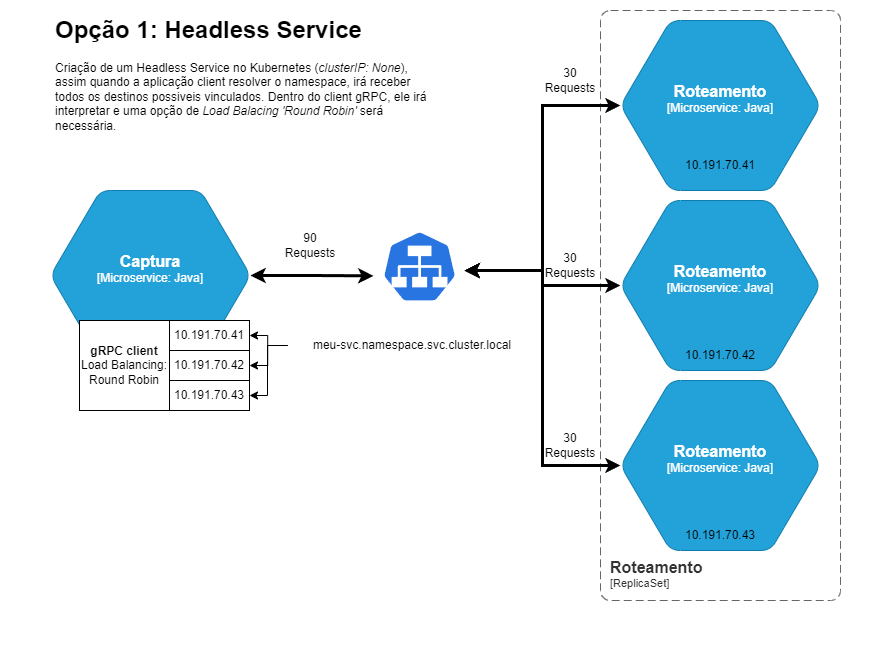 Opção 1: Headless Service
Criação de um Headless Service no Kubernetes (clusterIP: None),
assim quando a aplicação client resolver o namespace, irá receber
todos os destinos possiveis vinculados. Dentro do client gRPC, ele irá
interpretar e uma opção de Load Balacing 'Round Robin' será
necessária.
30
Requests
Roteamento
[Microservice: Java]
10.191.70.41
Captura
[Microservice: Java]
90
Requests
30
Requests
Roteamento
[Microservice: Java]
10.191.70.42
gRPC client
Load Balancing:
Round Robin
10.191.70.41
10.191.70.42
10.191.70.43
meu-svc.namespace.svc.cluster.local
30
Requests
Roteamento
[Microservice: Java]
10.191.70.43
Roteamento
[ReplicaSet]